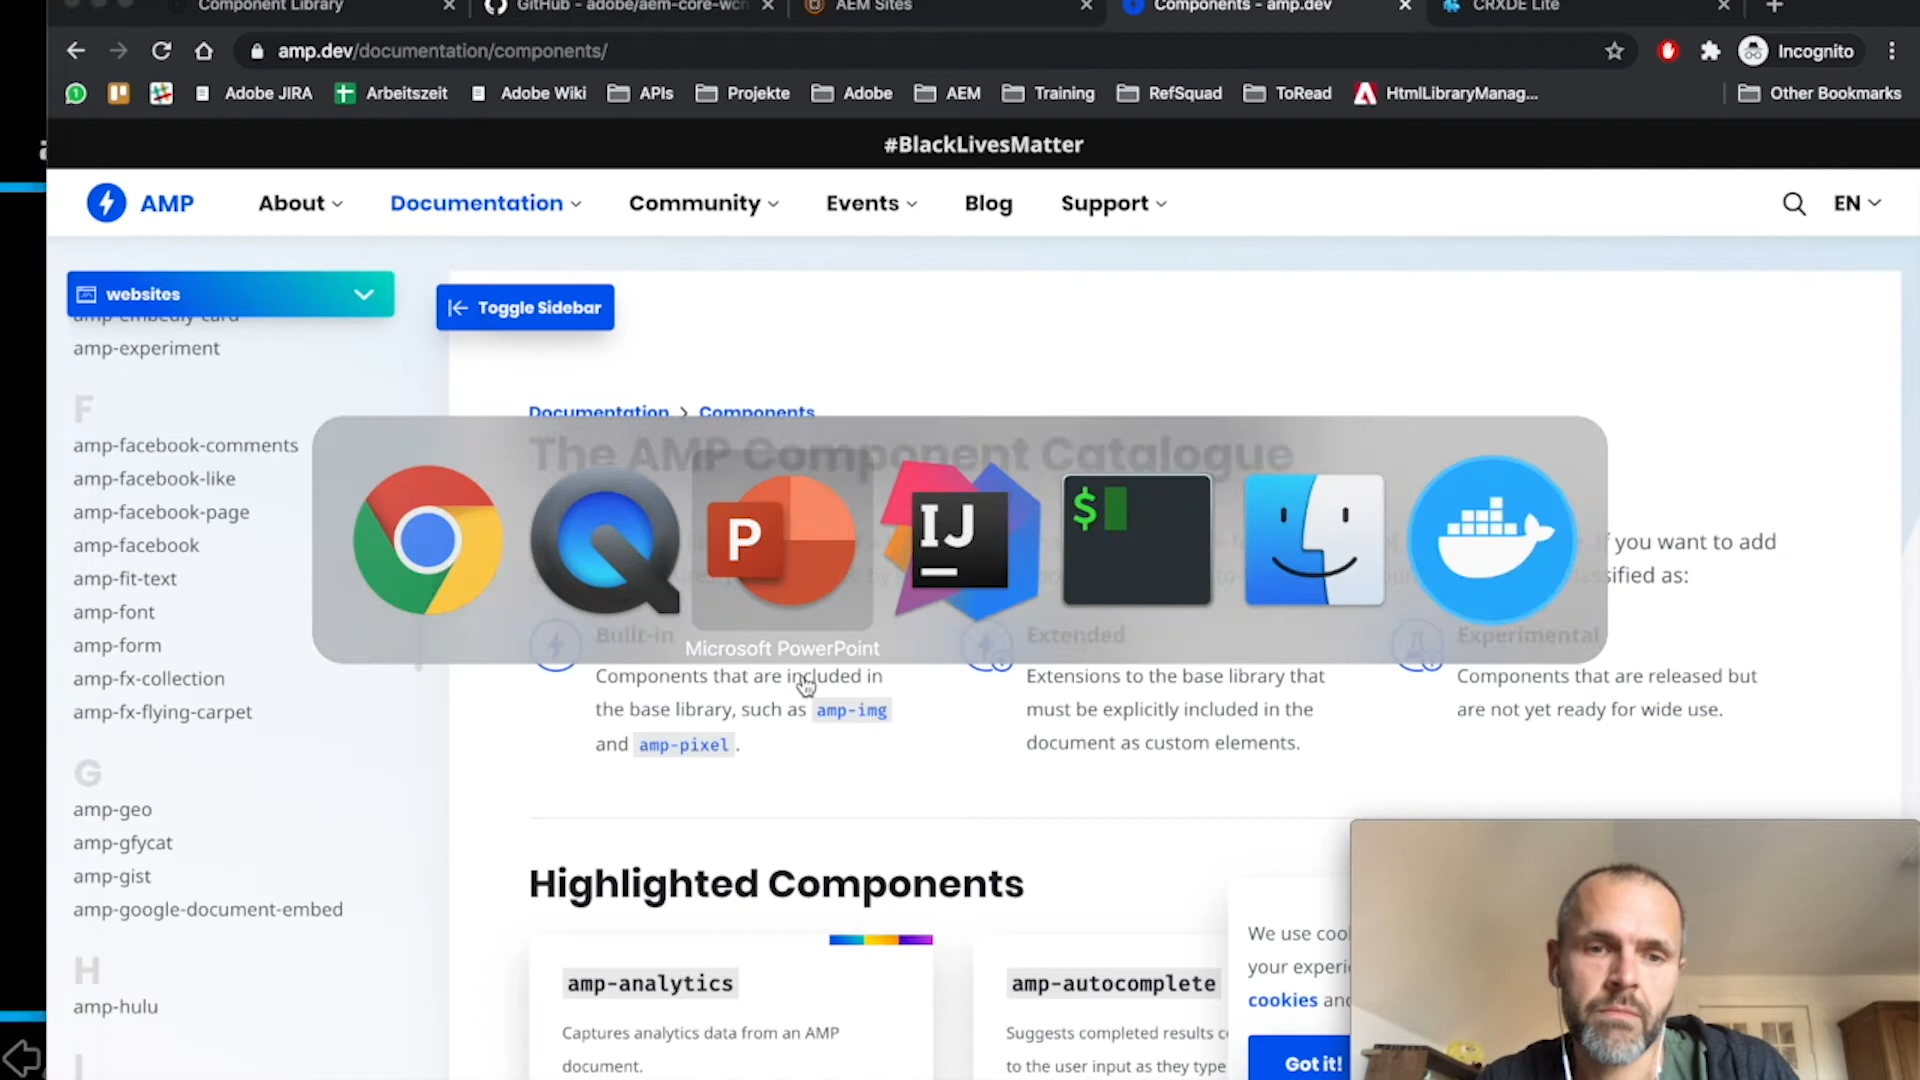 Component Library
GitHub - adobe/aem-core-wcm
AEM Sites
Components - amp.dev
CRXDE Lite
amp.dev/documentation/components/
Incognito
Adobe JIRA
Arbeitszeit
Adobe Wiki
APIs
Projekte
Adobe
AEM
Training
RefSquad
ToRead
HtmlLibraryManag...
Other Bookmarks
#BlackLivesMatter
AMP
About
Documentation
Community
Events
Blog
Support
EN
websites
Toggle Sidebar
amp-embedly-card
amp-experiment
F
amp-facebook-comments
amp-facebook-like
amp-facebook-page
amp-facebook
amp-fit-text
amp-font
amp-form
amp-fx-collection
amp-fx-flying-carpet
G
amp-geo
amp-gfycat
amp-gist
amp-google-document-embed
H
amp-hulu
I
Documentation > Components
The AMP Component Catalogue
if you want to add
sified as:
P
IJ
$
Microsoft PowerPoint
Built-in
Components that are included in
the base library, such as amp-img
and amp-pixel.
Extended
Extensions to the base library that
must be explicitly included in the
document as custom elements.
Experimental
Components that are released but
are not yet ready for wide use.
Highlighted Components
amp-analytics
Captures analytics data from an AMP
document.
amp-autocomplete
Suggests completed results
to the user input as they type
We use
your
cookies and
Got it!